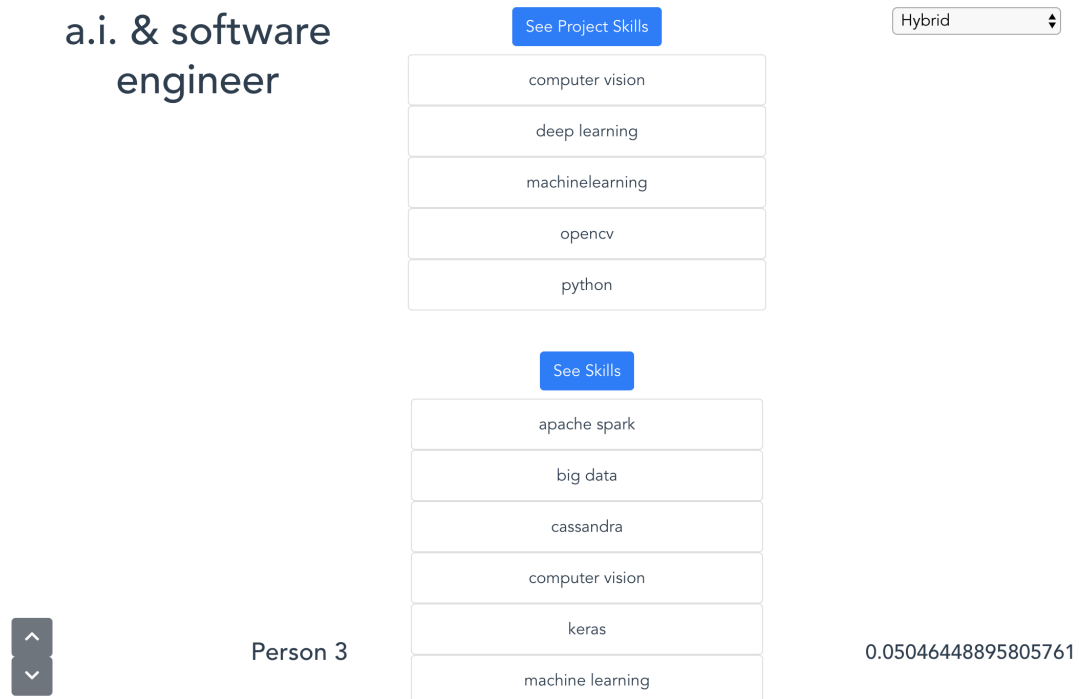 a.i. & software
engineer
See Project Skills
Hybrid
computer vision
deep learning
machinelearning
opencv
python
See Skills
apache spark
big data
cassandra
computer vision
keras
Person 3
0.05046448895805761
machine learning